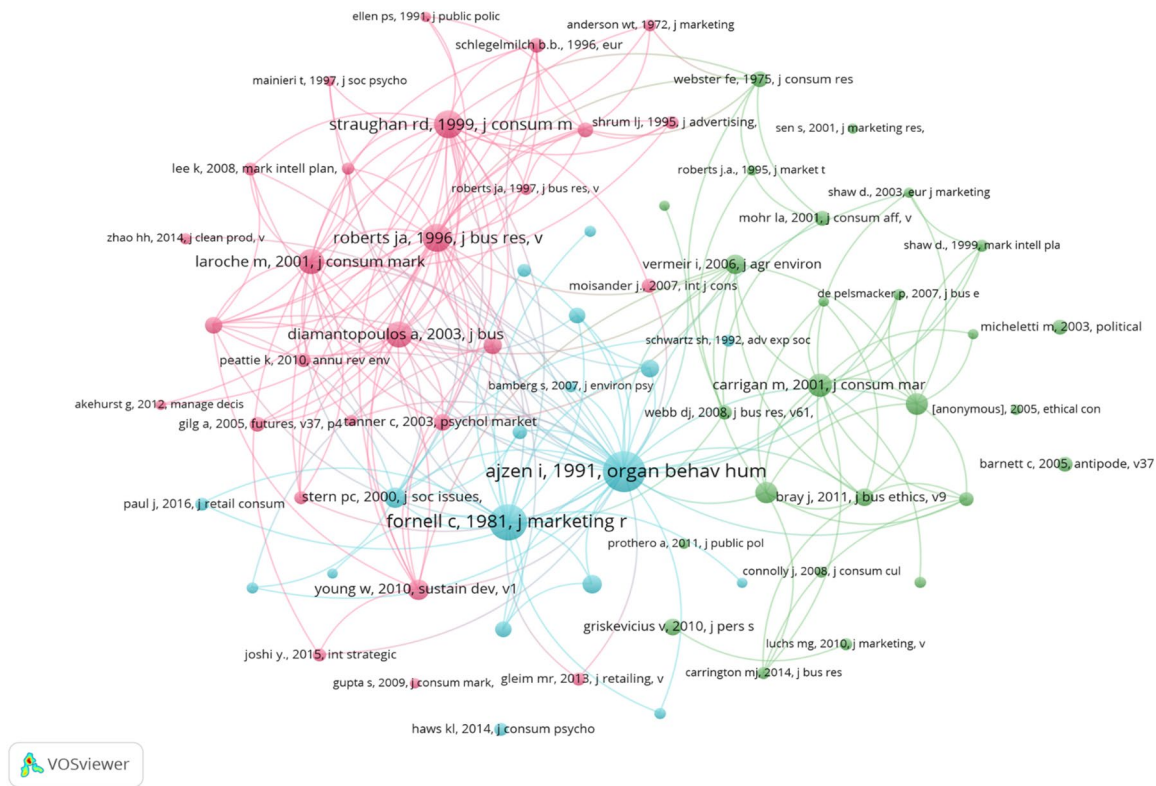 ellen ps, 1991, j public polic
anderson wt, 1972, j marketing
schlegelmilch b.b., 1996, eur
mainieri t, 1997, j soc psycho
webster fe, 1975, j consum res
straughan rd, 1999, j consum m
shrum lj, 1995, j advertising,
sen s, 2001, j marketing res,
lee k, 2008, mark intell plan,
roberts j.a., 1995, j market t
roberts ja, 1997, j bus res, v
shaw d., 2003, eur j marketing
mohr la, 2001, j consum aff, v
zhao hh, 2014, j clean prod, v
roberts ja, 1996, j bus res, v
shaw d., 1999, mark intell pla
laroche m, 2001, j consum mark
vermeir i, 2006, j agr environ
moisander j., 2007, int j cons
de pelsmacker p, 2007, j bus e
micheletti m, 2003, political
diamantopoulos a, 2003, j bus
schwartz sh, 1992, adv exp soc
peattie k, 2010, annu rev env
bamberg s, 2007, j environ psy
carrigan m, 2001, j consum mar
akehurst g, 2012, manage decis
webb dj, 2008, j bus res, v61,
[anonymous], 2005, ethical con
gilg a, 2005, futures, v37, p4
tanner c, 2003, psychol market
barnett c, 2005, antipode, v37
ajzen i, 1991, organ behav hum
stern pc, 2000, j soc issues,
bray j, 2011, j bus ethics, v9
paul j, 2016, j retail consum
fornell c, 1981, j marketing r
prothero a, 2011, j public pol
connolly j, 2008, j consum cul
young w, 2010, sustain dev, v1
griskevicius v, 2010, j pers s
luchs mg, 2010, j marketing, v
joshi y., 2015, int strategic
carrington mj, 2014, j bus res
gupta s, 2009, j consum mark,
gleim mr, 2013, j retailing, v
haws kl, 2014, j consum psycho
VOSviewer